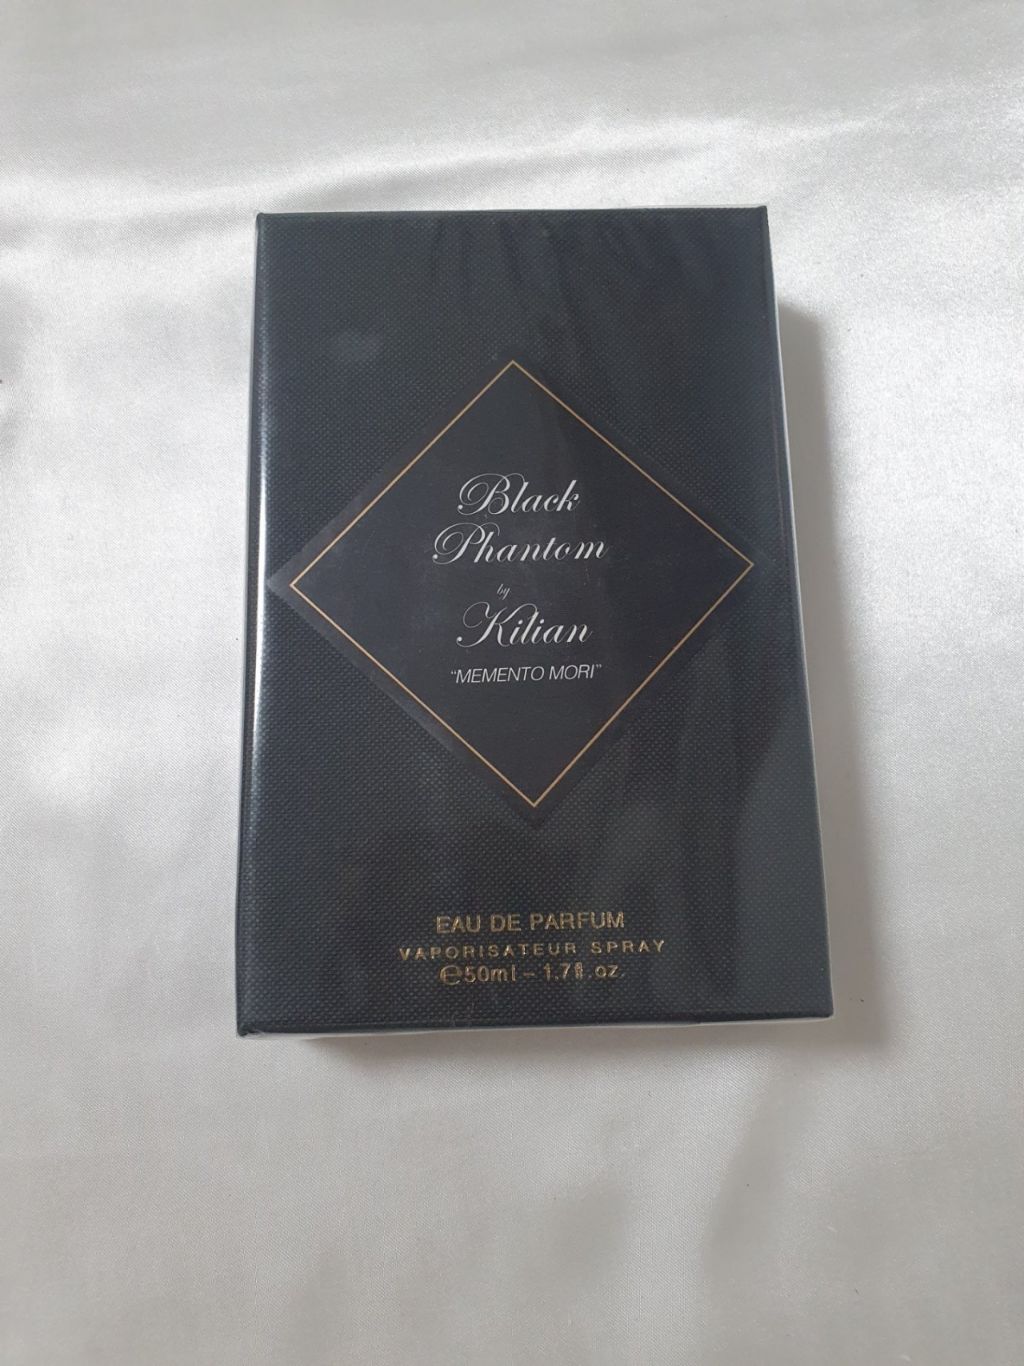 Black
Phantom
by
Kilian
"MEMENTO MORI"
EAU DE PARFUM
VAPORISATEUR SPRAY
℮50ml - 1.7fl.oz.